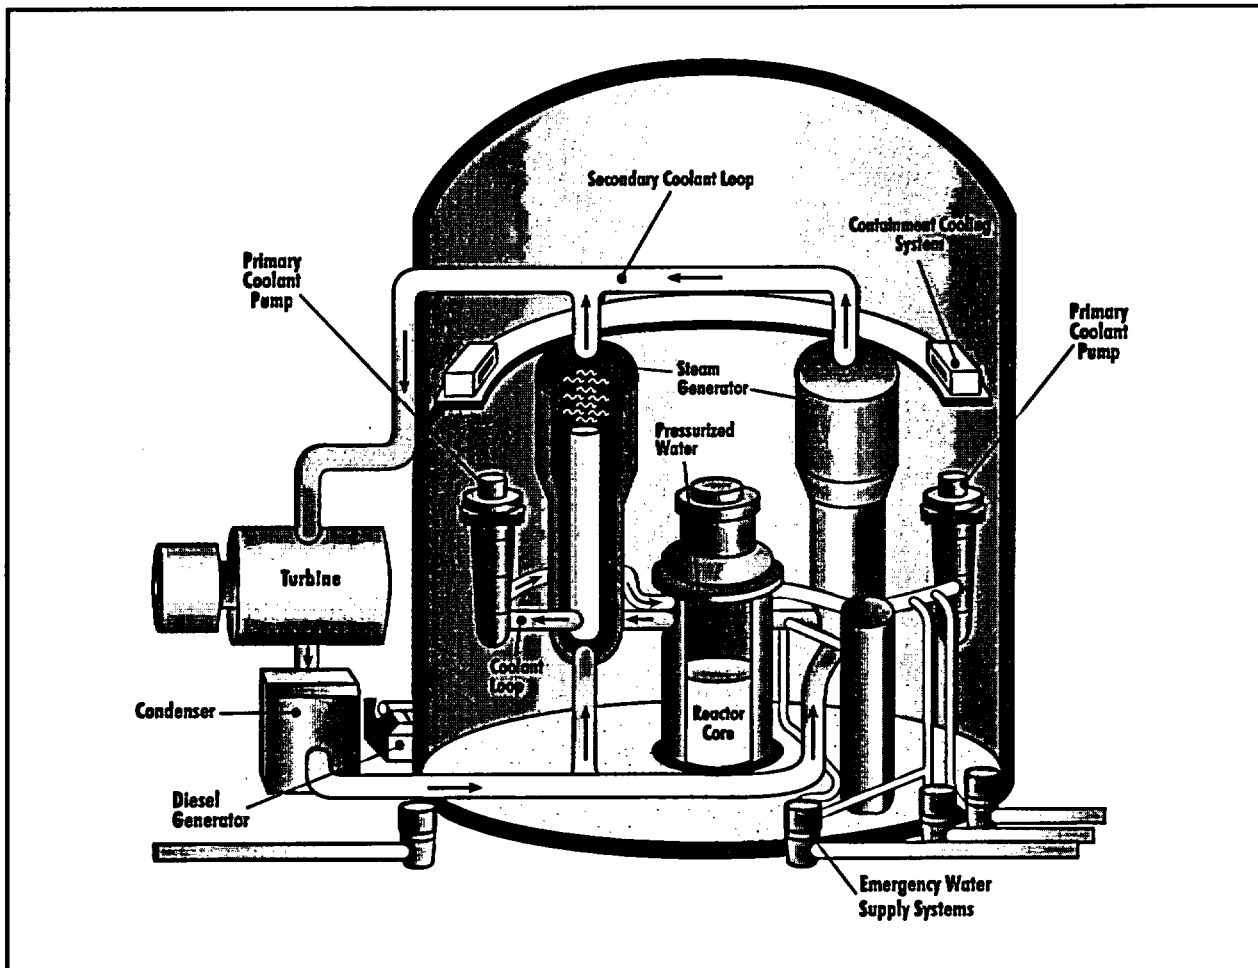 Secondary Coolant Loop
Containment Cooling
System
Primary
Coolant
Pump
Primary
Coolant
Pump
Steam
Generator
Pressurized
Water
Turbine
Coolant
Loop
Reactor
Core
Condenser
Diesel
Generator
Emergency Water
Supply Systems